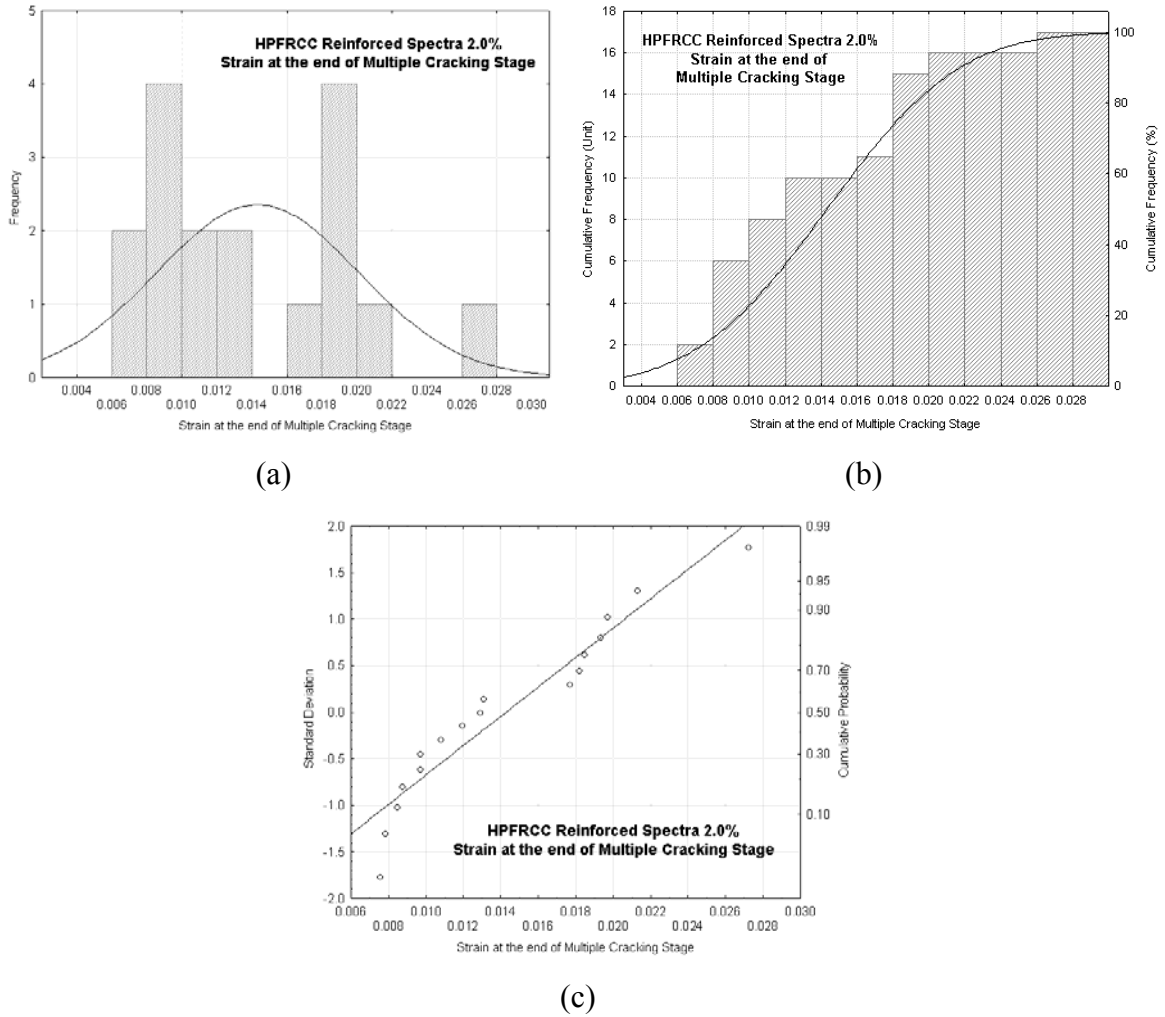 HPFRCC Reinforced Spectra 2.0%
Strain at the end of Multiple Cracking Stage
Frequency
5
4
3
2
1
0
0.004 0.008 0.012 0.016 0.020 0.024 0.028
0.006 0.010 0.014 0.018 0.022 0.026 0.030
Strain at the end of Multiple Cracking Stage
(a)
HPFRCC Reinforced Spectra 2.0%
Strain at the end of
Multiple Cracking Stage
Cumulative Frequency (Unit)
18
16
14
12
10
8
6
4
2
0
100
80
60
40
20
0
Cumulative Frequency (%)
0.004 0.006 0.008 0.010 0.012 0.014 0.016 0.018 0.020 0.022 0.024 0.026 0.028
Strain at the end of Multiple Cracking Stage
(b)
Standard Deviation
2.0
1.5
1.0
0.5
0.0
-0.5
-1.0
-1.5
-2.0
0.99
0.95
0.90
0.70
0.50
0.30
0.10
Cumulative Probability
HPFRCC Reinforced Spectra 2.0%
Strain at the end of Multiple Cracking Stage
0.006 0.010 0.014 0.018 0.022 0.026 0.030
0.008 0.012 0.016 0.020 0.024 0.028
Strain at the end of Multiple Cracking Stage
(c)